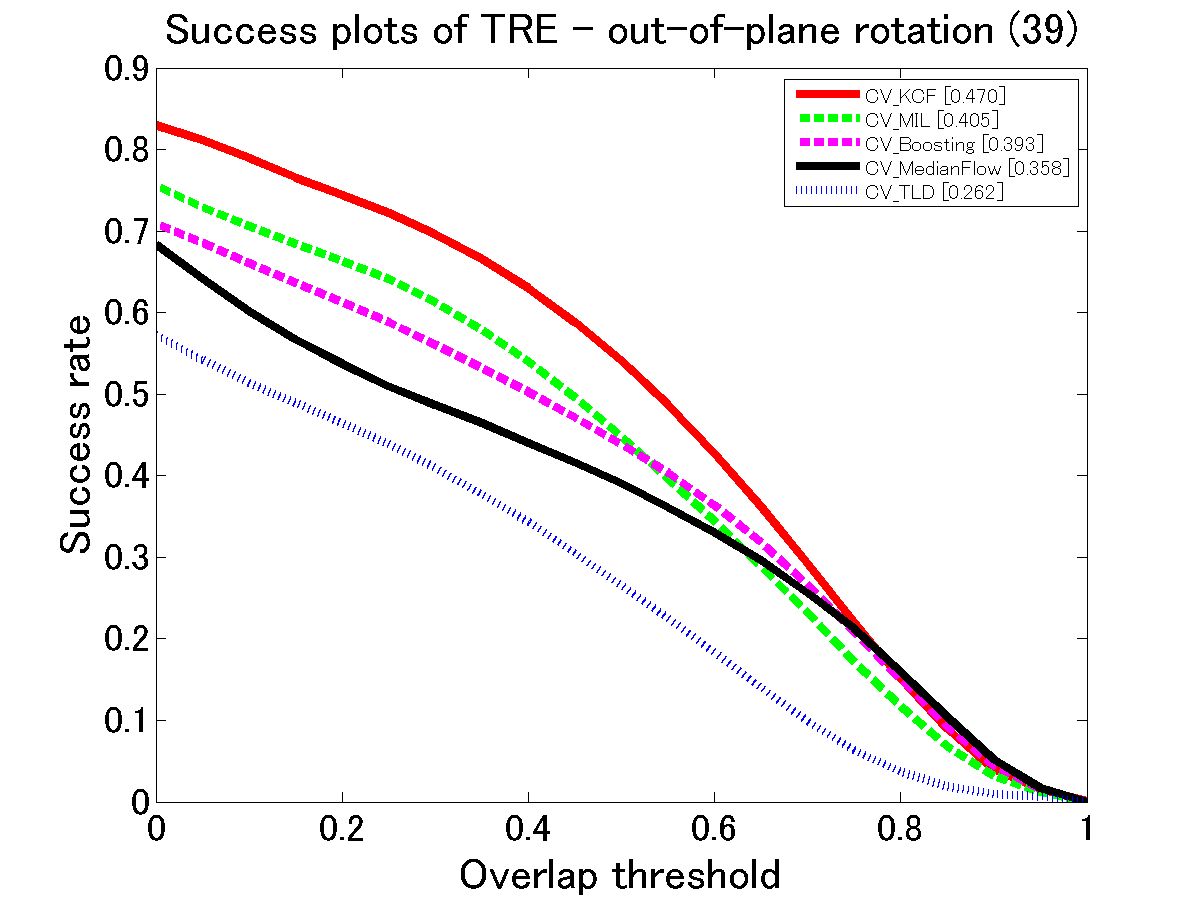 Success plots of TRE - out-of-plane rotation (39)
CV_KCF [0.470]
CV_MIL [0.405]
CV_Boosting [0.393]
CV_MedianFlow [0.358]
CV_TLD [0.262]
0.9
0.8
0.7
0.6
0.5
0.4
0.3
0.2
0.1
0
Success rate
0 0.2 0.4 0.6 0.8 1
Overlap threshold